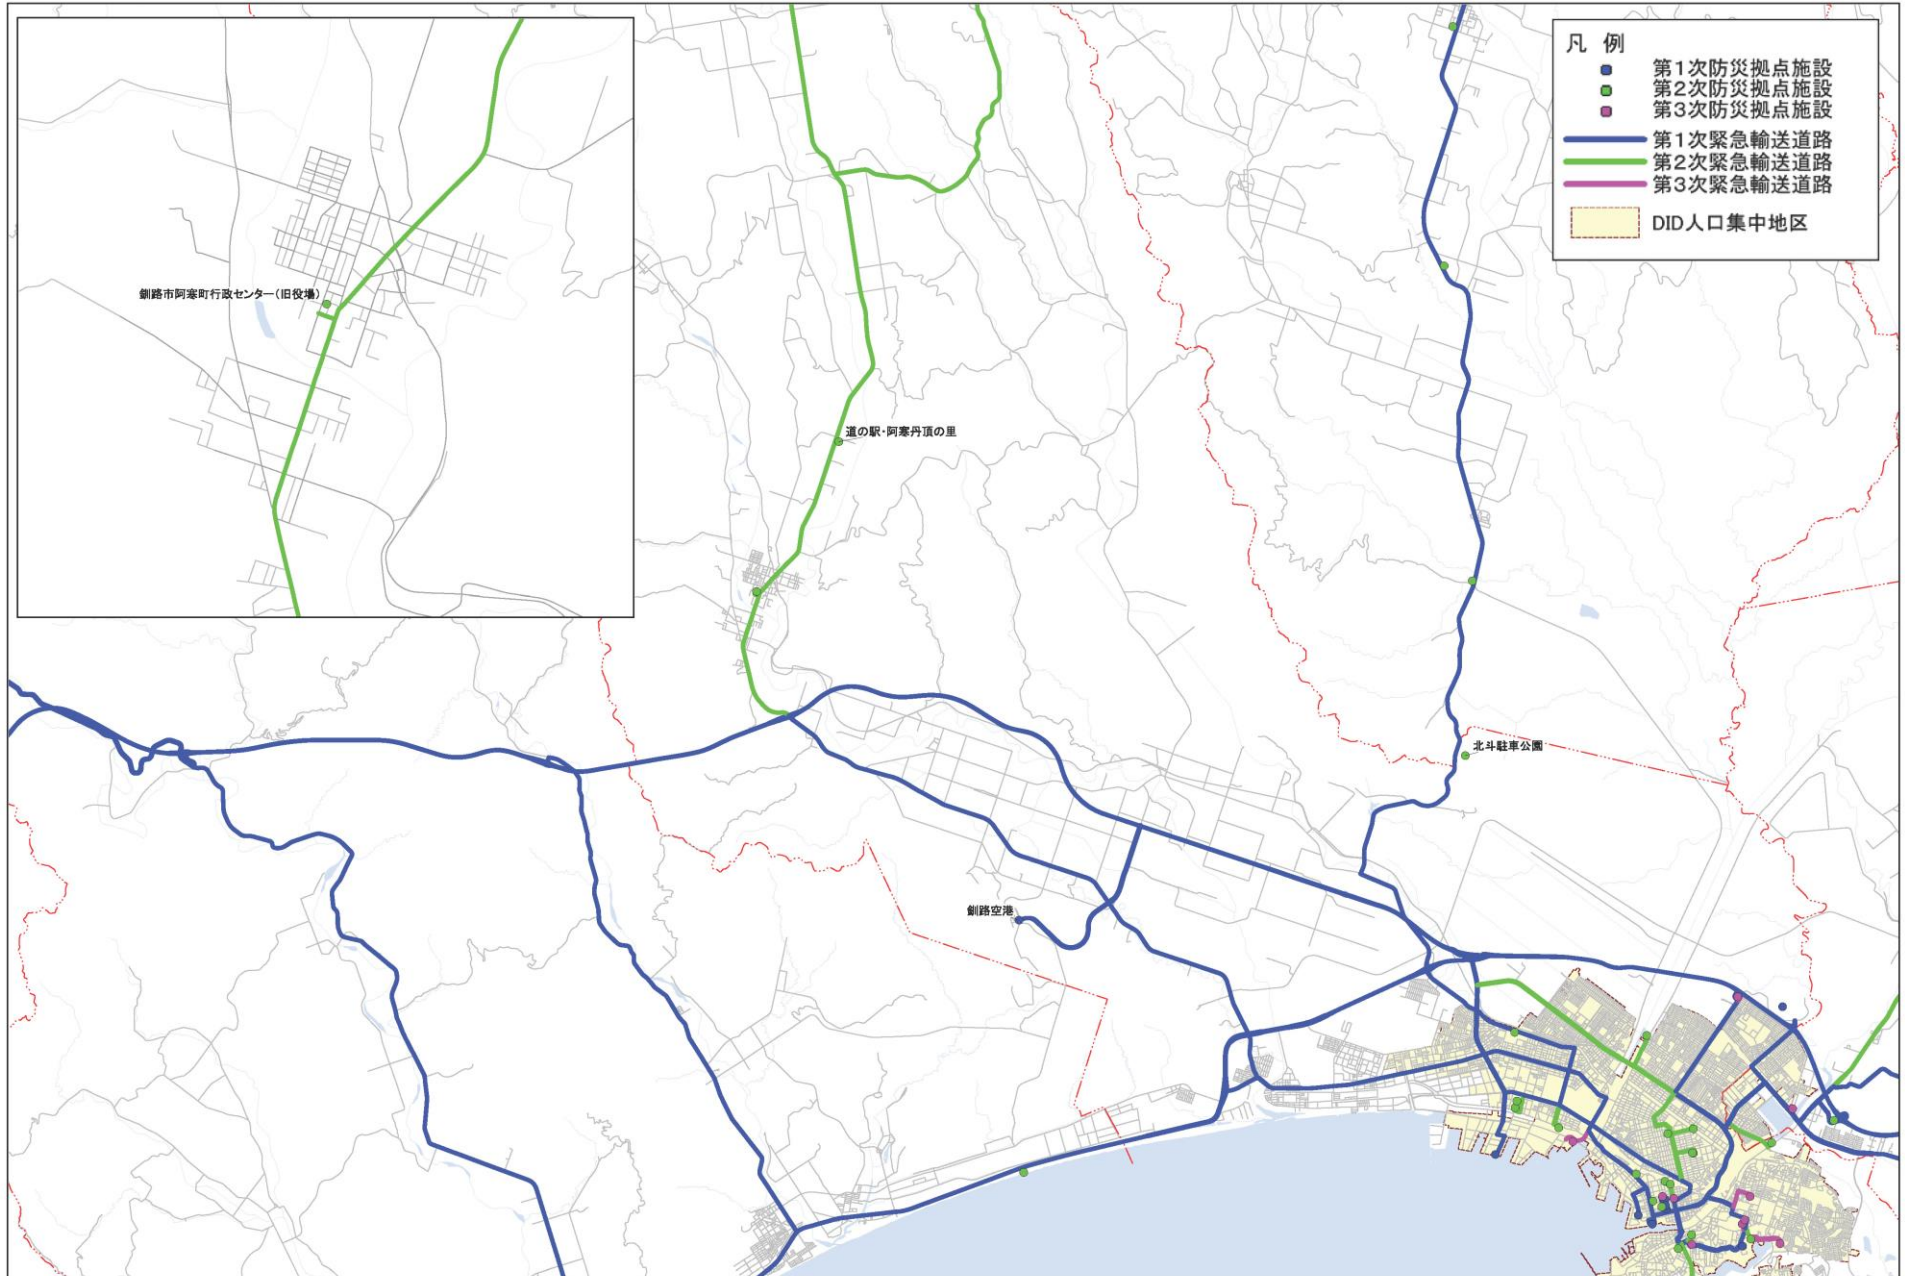 凡 例
第1次防災拠点施設
第2次防災拠点施設
第3次防災拠点施設
第1次緊急輸送道路
第2次緊急輸送道路
第3次緊急輸送道路
DID人口集中地区
釧路市阿寒町行政センター(旧役場)
道の駅・阿寒丹頂の里
北斗駐車公園
釧路空港